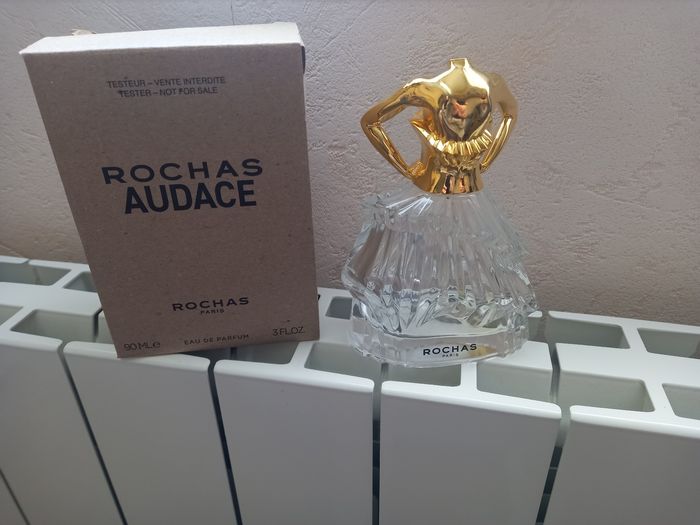 TESTEUR – VENTE INTERDITE
TESTER – NOT FOR SALE
ROCHAS
AUDACE
ROCHAS
PARIS
90 MLe EAU DE PARFUM 3 FL.OZ
ROCHAS
PARIS